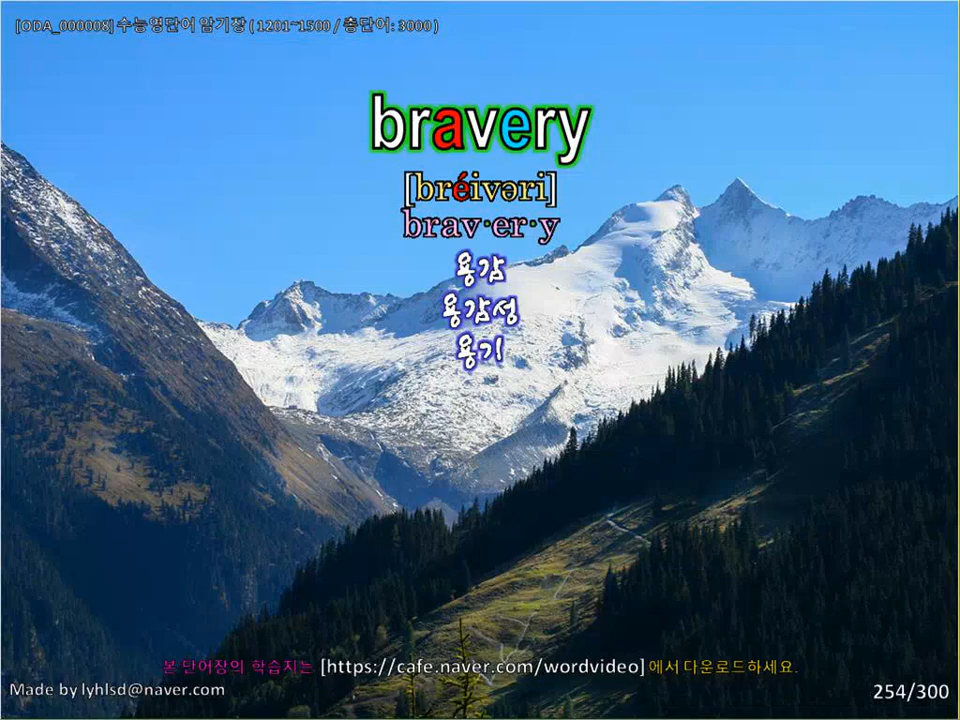 [ODA_000008] 수능영단어 암기장 ( 1201~1500 / 총단어: 3000 )
bravery
[bréivəri]
brav·er·y
용감
용감성
용기
본 단어장의 학습지는 [https://cafe.naver.com/wordvideo] 에서 다운로드하세요.
Made by lyhlsd@naver.com
254/300